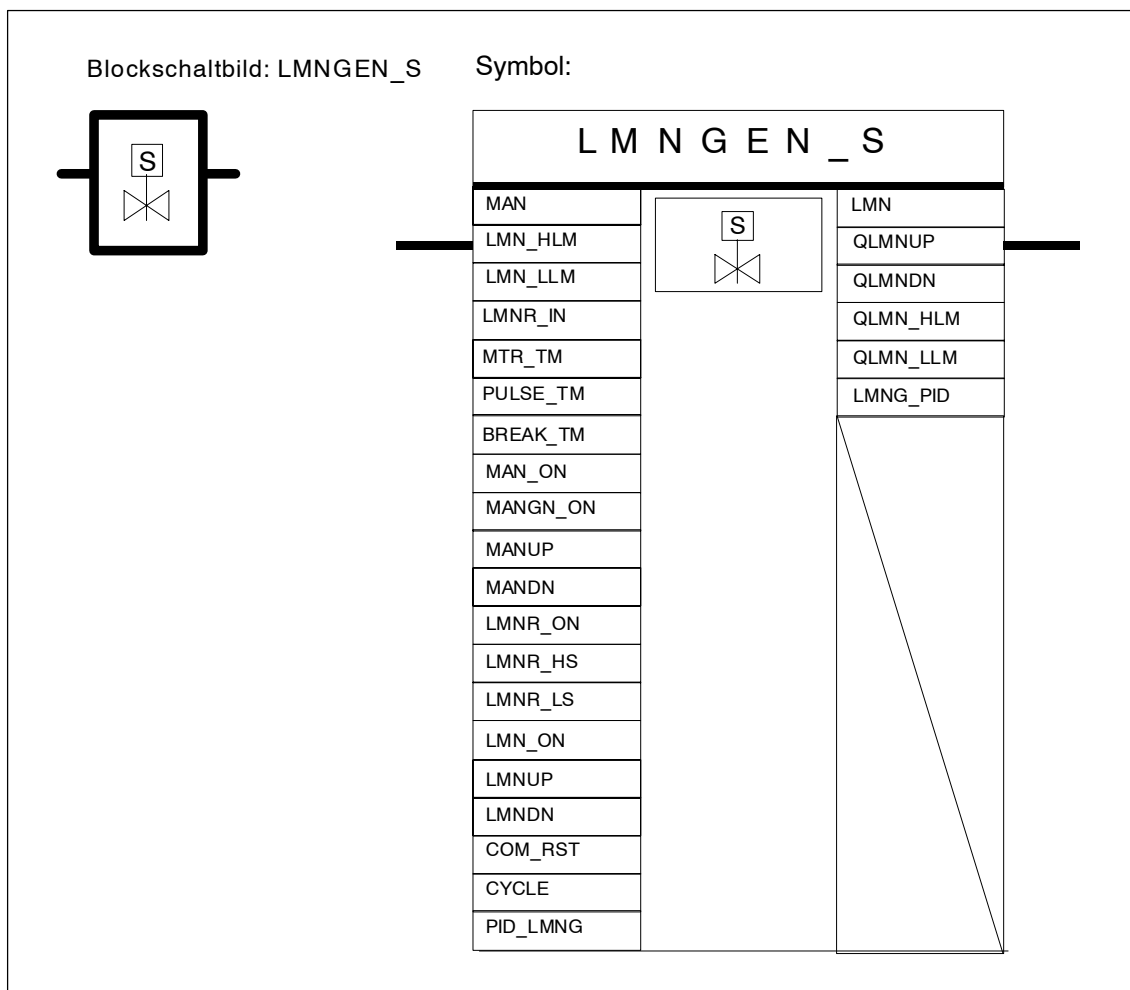 Blockschaltbild: LMNGEN_S
Symbol:
S
LMNGEN_S
MAN
LMN_HLM
LMN_LLM
LMNR_IN
MTR_TM
PULSE_TM
BREAK_TM
MAN_ON
MANGN_ON
MANUP
MANDN
LMNR_ON
LMNR_HS
LMNR_LS
LMN_ON
LMNUP
LMNDN
COM_RST
CYCLE
PID_LMNG
S
LMN
QLMNUP
QLMNDN
QLMN_HLM
QLMN_LLM
LMNG_PID